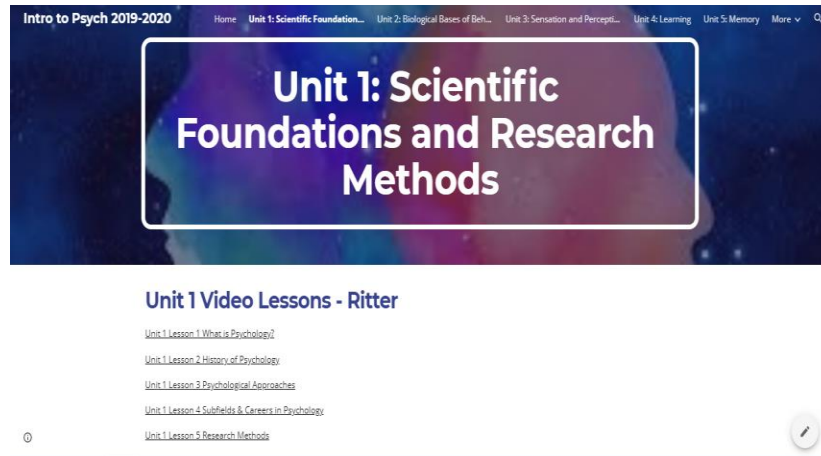 Intro to Psych 2019-2020 Home Unit 1: Scientific Foundation... Unit 2: Biological Bases of Beh... Unit 3: Sensation and Percepti... Unit 4: Learning Unit 5: Memory More
Unit 1: Scientific
Foundations and Research
Methods
Unit 1 Video Lessons - Ritter
Unit 1 Lesson 1 What is Psychology?
Unit 1 Lesson 2 History of Psychology
Unit 1 Lesson 3 Psychological Approaches
Unit 1 Lesson 4 Subfields & Careers in Psychology
Unit 1 Lesson 5 Research Methods